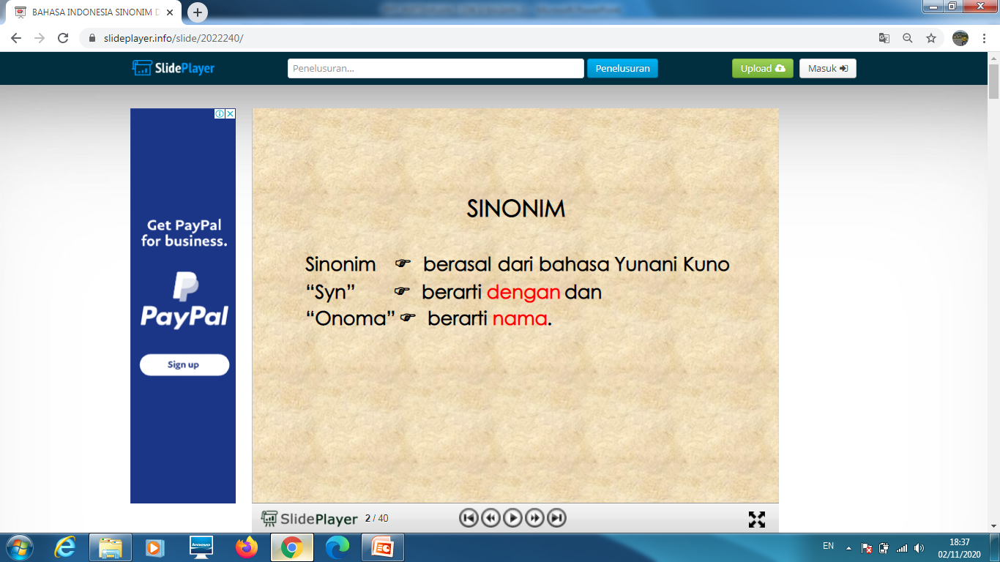 BAHASA INDONESIA SINONIM D
slideplayer.info/slide/2022240/
SlidePlayer
Penelusuran...
Penelusuran
Upload
Masuk
Get PayPal
for business.
PayPal
Sign up
SINONIM
Sinonim ☞ berasal dari bahasa Yunani Kuno
“Syn” ☞ berarti dengan dan
“Onoma” ☞ berarti nama.
SlidePlayer
2 / 40
lenovo
EN
18:37
02/11/2020